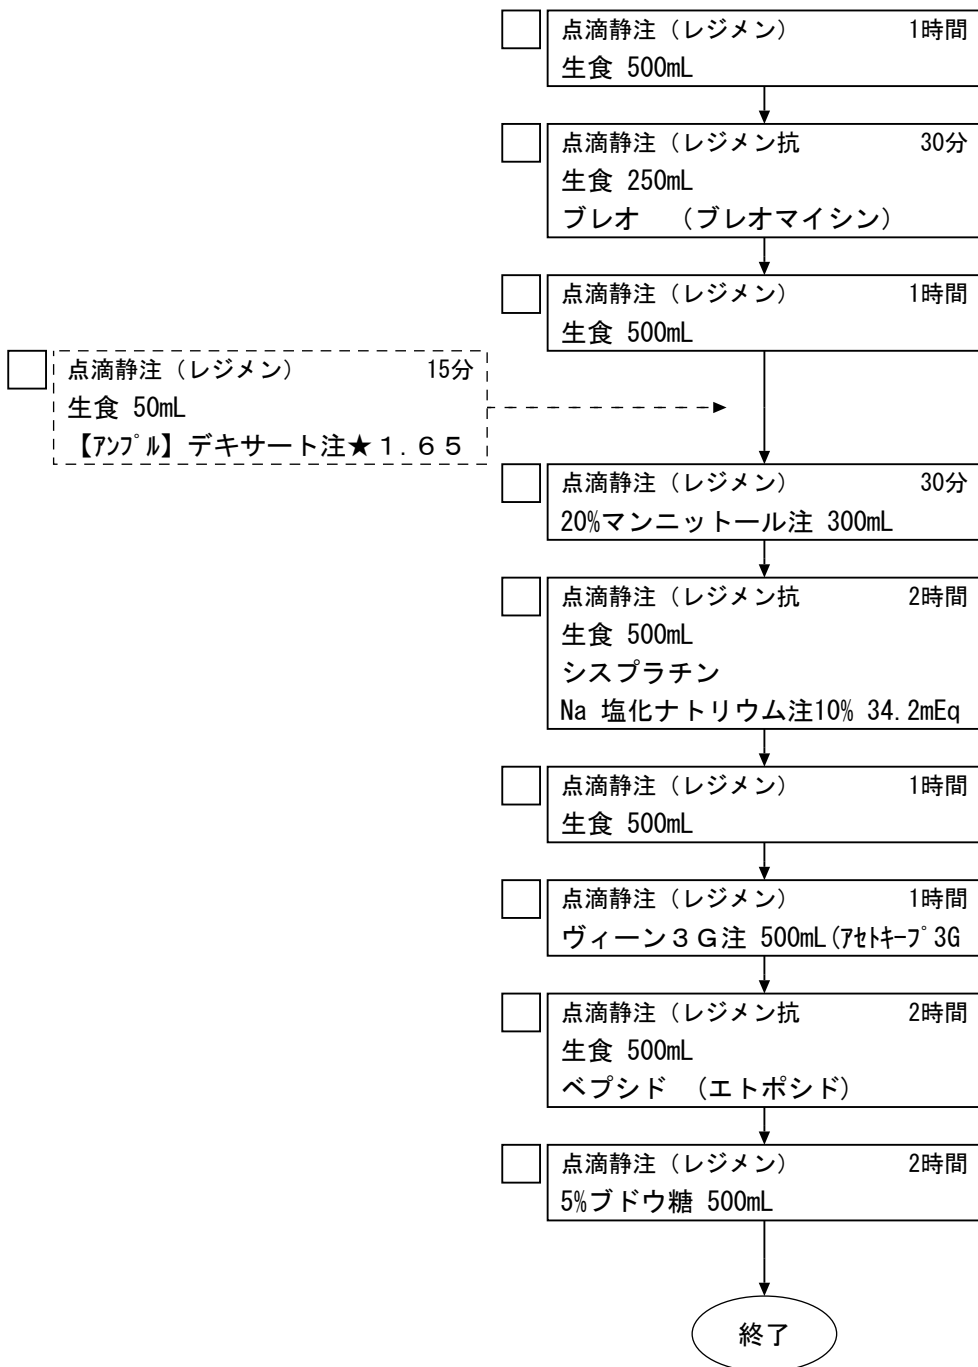 点滴静注（レジメン） 1時間
生食 500mL
点滴静注（レジメン抗 30分
生食 250mL
ブレオ （ブレオマイシン）
点滴静注（レジメン） 1時間
生食 500mL
点滴静注（レジメン） 15分
生食 50mL
【ｱﾝﾌﾟﾙ】デキサート注★１．６５
点滴静注（レジメン） 30分
20%マンニットール注 300mL
点滴静注（レジメン抗 2時間
生食 500mL
シスプラチン
Na 塩化ナトリウム注10% 34.2mEq
点滴静注（レジメン） 1時間
生食 500mL
点滴静注（レジメン） 1時間
ヴィーン３Ｇ注 500mL(ｱｾﾄｷｰﾌﾟ3G
点滴静注（レジメン抗 2時間
生食 500mL
ベプシド （エトポシド）
点滴静注（レジメン） 2時間
5%ブドウ糖 500mL
終了